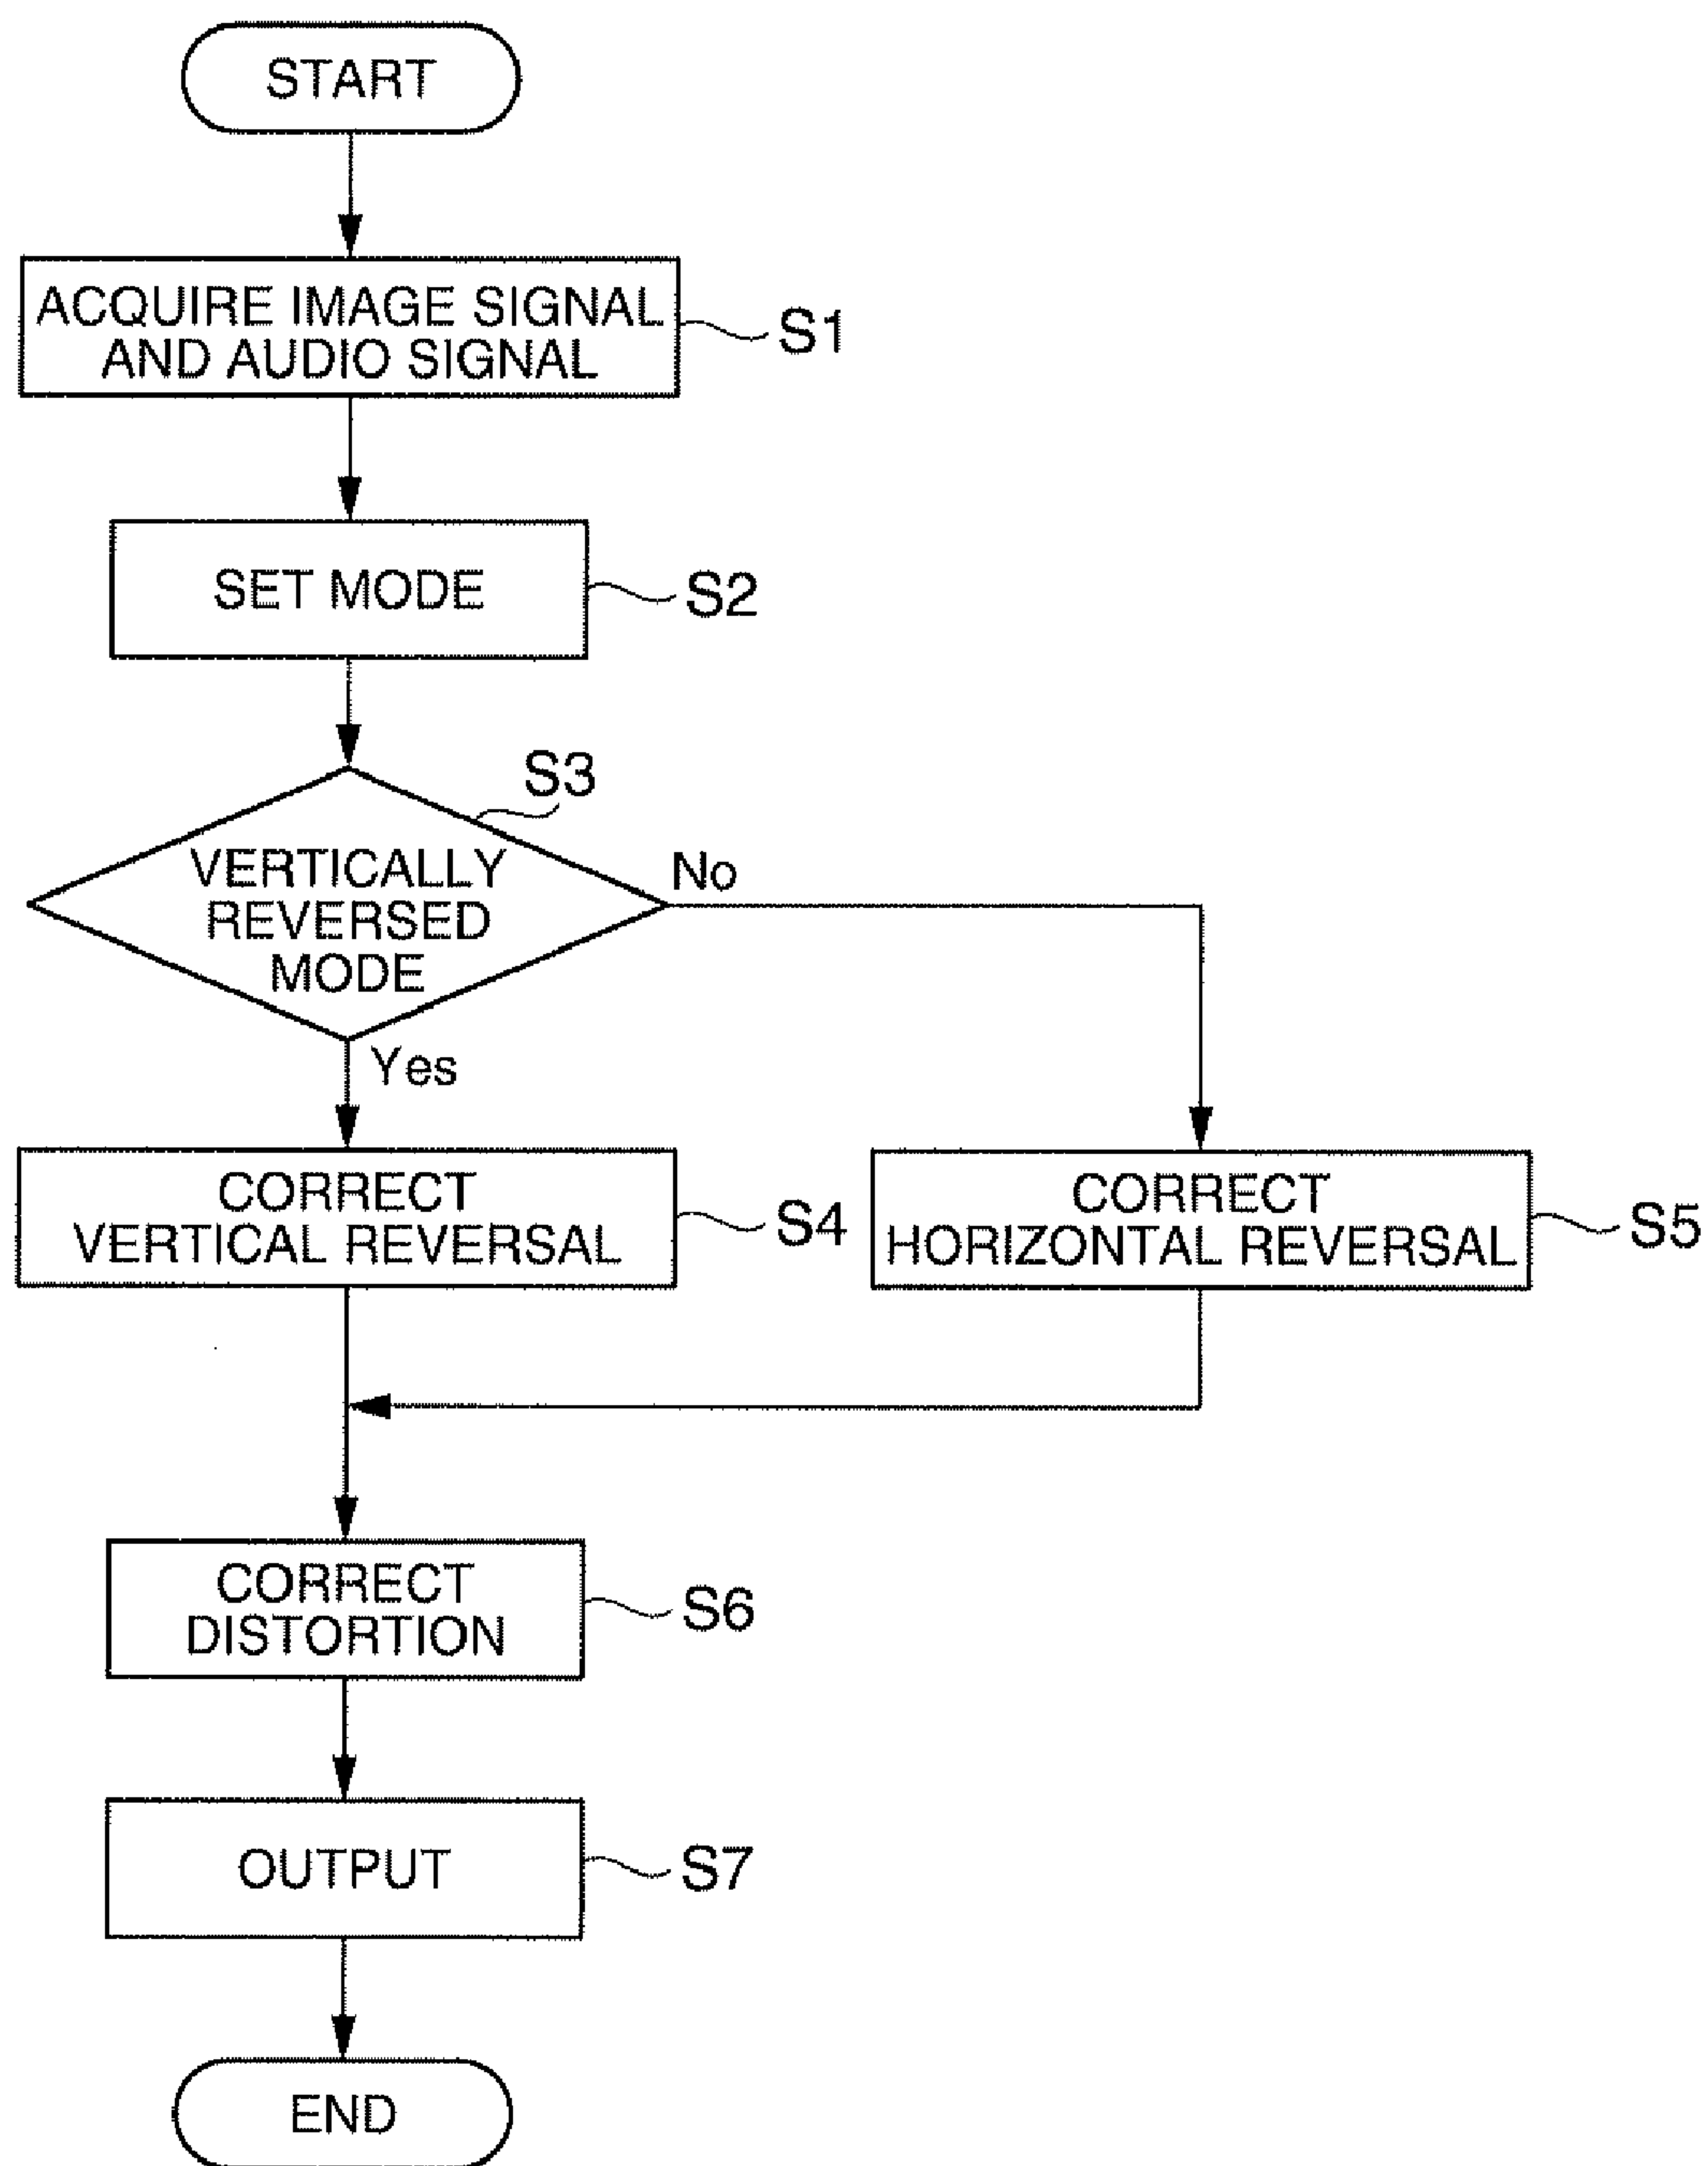 START
ACQUIRE IMAGE SIGNAL
AND AUDIO SIGNAL
S1
SET MODE
S2
S3
VERTICALLY
REVERSED
MODE
No
Yes
CORRECT
VERTICAL REVERSAL
S4
CORRECT
HORIZONTAL REVERSAL
S5
CORRECT
DISTORTION
S6
OUTPUT
S7
END